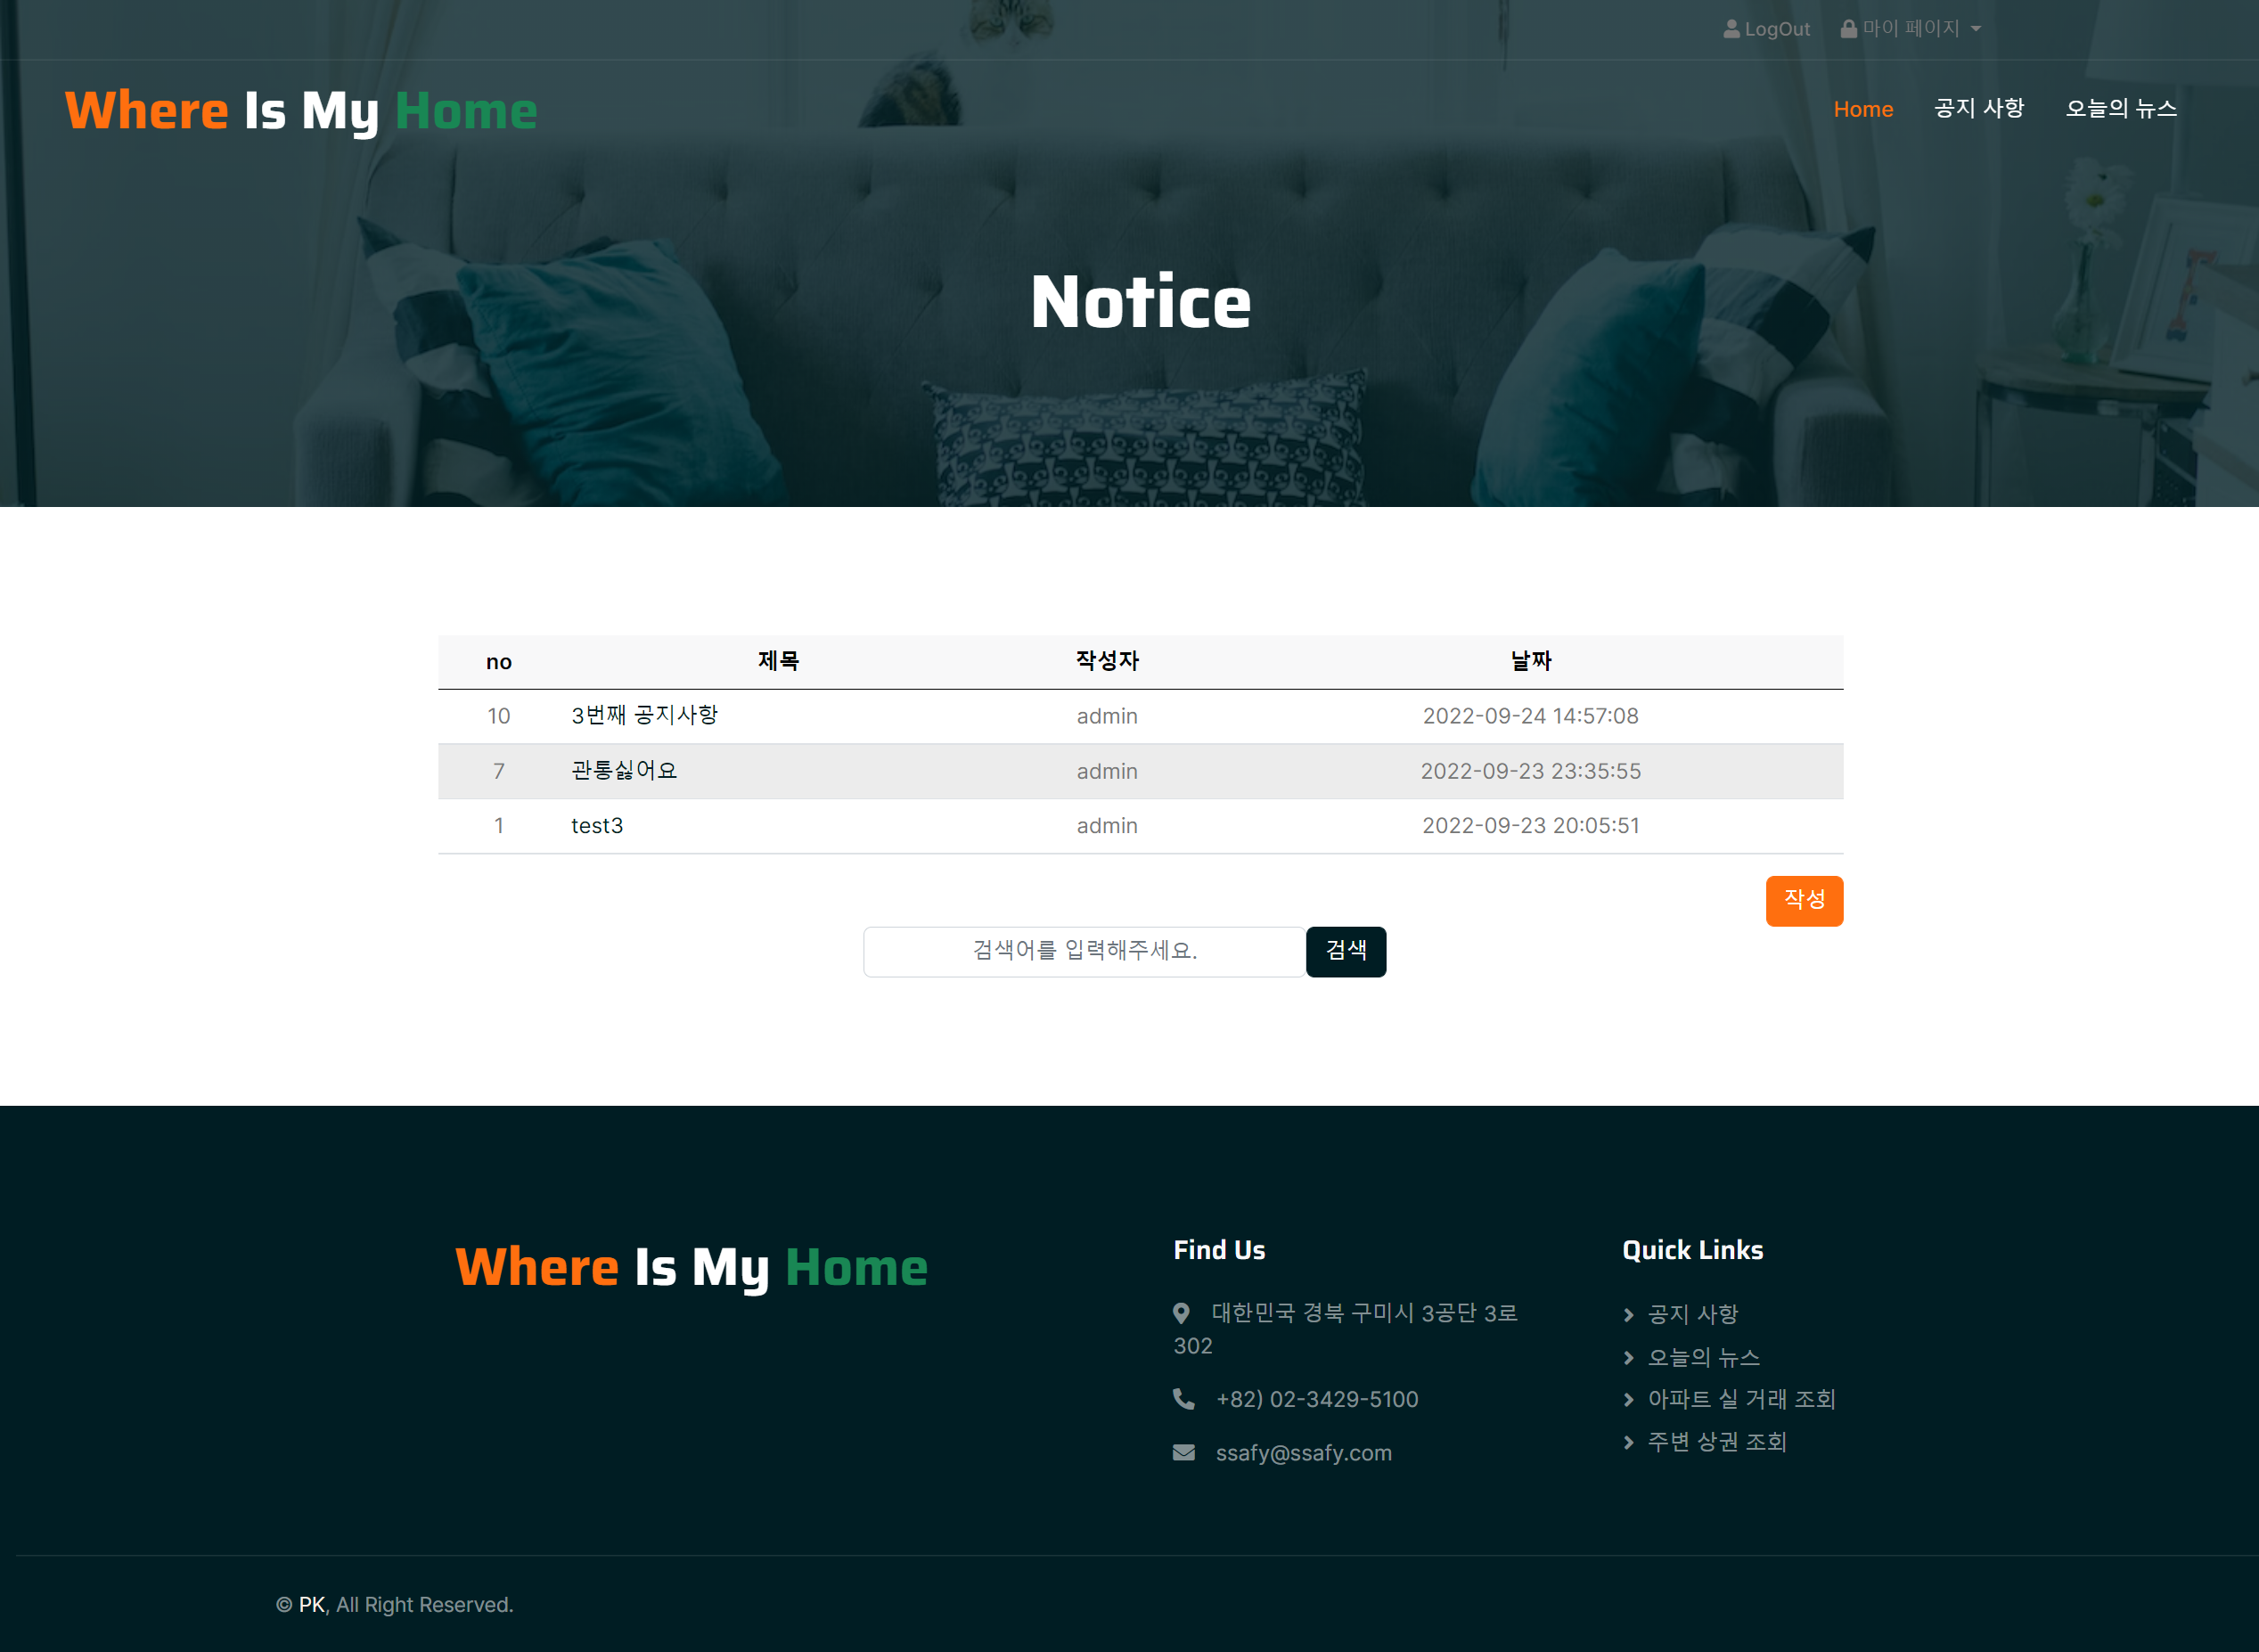 LogOut 마이 페이지
Where Is My Home
Home 공지 사항 오늘의 뉴스
Notice
no 제목 작성자 날짜
10 3번째 공지사항 admin 2022-09-24 14:57:08
7 관통싫어요 admin 2022-09-23 23:35:55
1 test3 admin 2022-09-23 20:05:51
작성
검색어를 입력해주세요. 검색
Where Is My Home
Find Us
대한민국 경북 구미시 3공단 3로
302
+82) 02-3429-5100
ssafy@ssafy.com
Quick Links
공지 사항
오늘의 뉴스
아파트 실 거래 조회
주변 상권 조회
© PK, All Right Reserved.